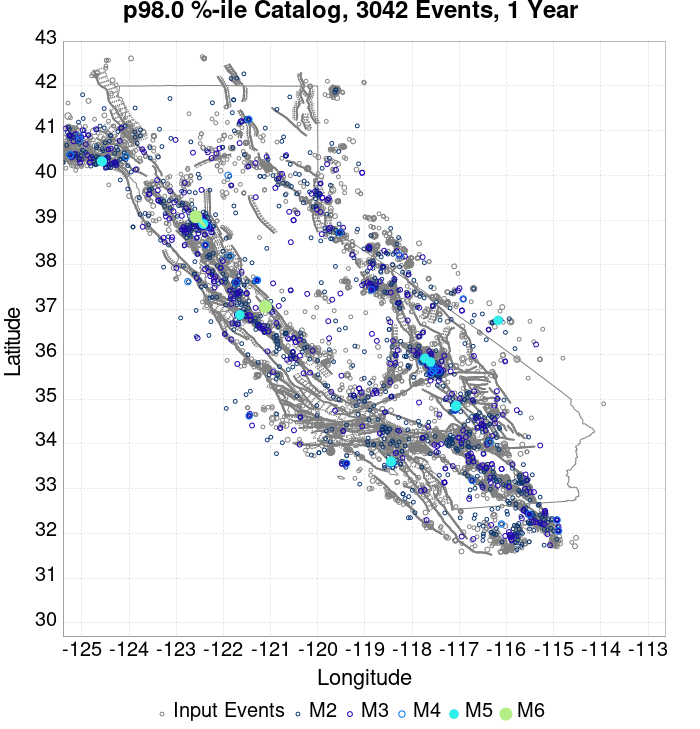 p98.0 %-ile Catalog, 3042 Events, 1 Year
43
42
41
40
39
38
37
36
35
34
33
32
31
30
Latitude
-125 -124 -123 -122 -121 -120 -119 -118 -117 -116 -115 -114 -113
Longitude
Input Events M2 M3 M4 M5 M6